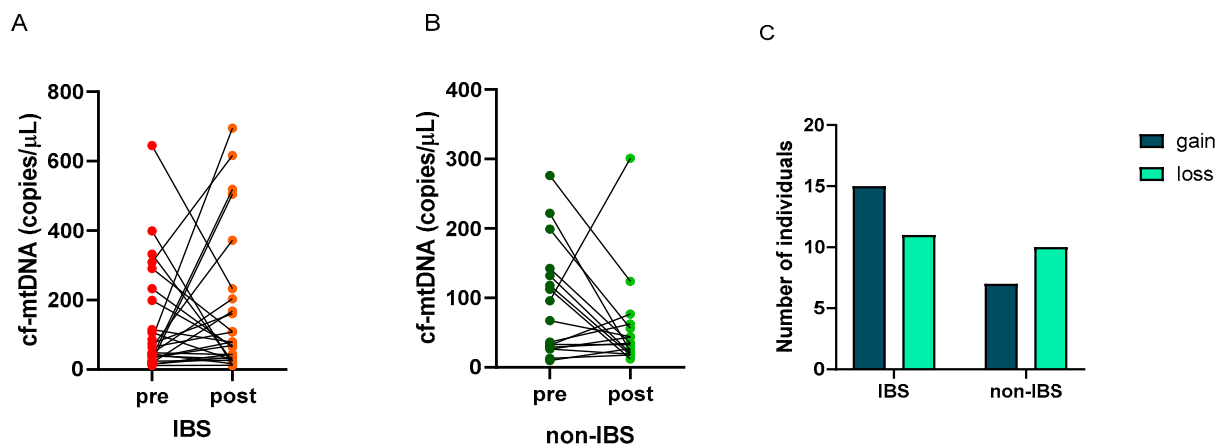 A
cf-mtDNA (copies/μL)
800
600
400
200
0
pre post
IBS
B
cf-mtDNA (copies/μL)
400
300
200
100
0
pre post
non-IBS
C
Number of individuals
20
15
10
5
0
IBS non-IBS
gain
loss